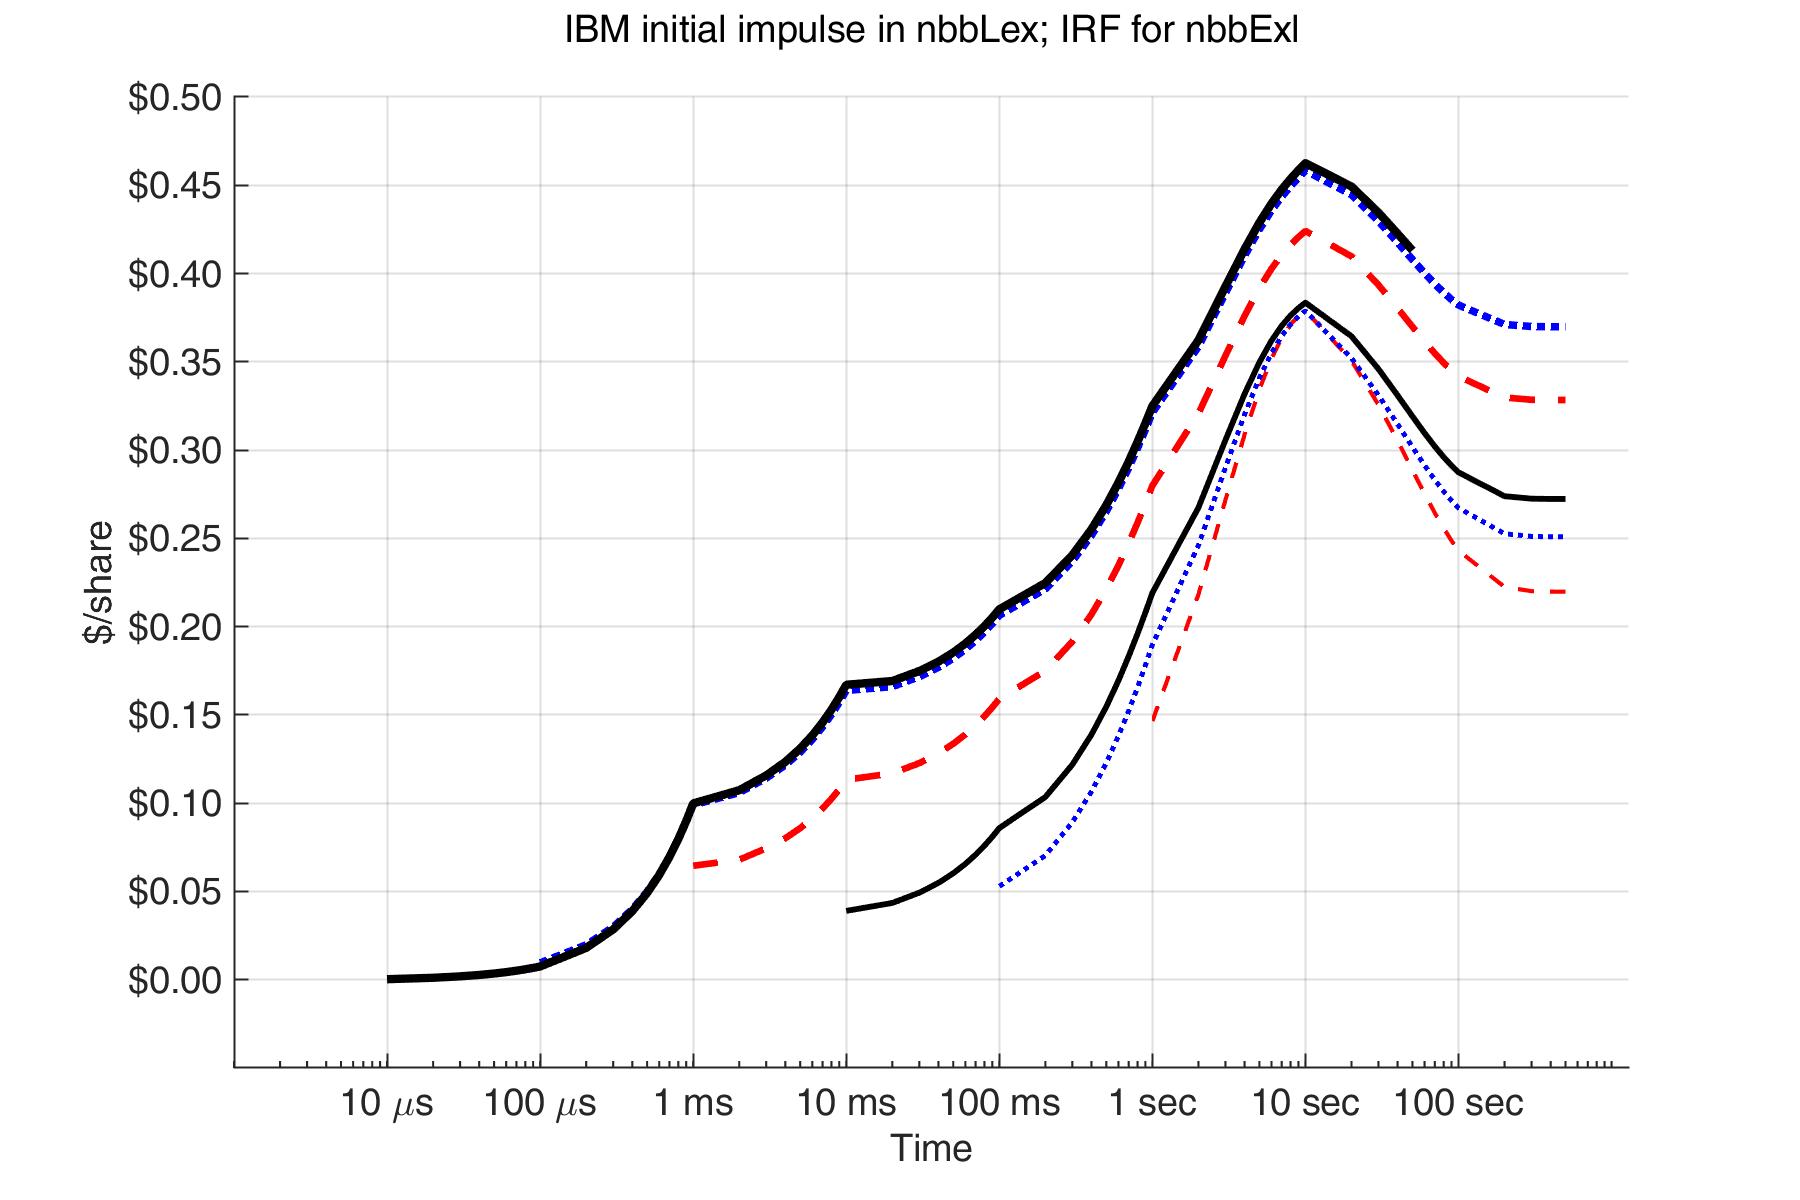 IBM initial impulse in nbbLex; IRF for nbbExl
$0.50
$0.45
$0.40
$0.35
$0.30
$0.25
$0.20
$0.15
$0.10
$0.05
$0.00
$/share
10 μs 100 μs 1 ms 10 ms 100 ms 1 sec 10 sec 100 sec
Time